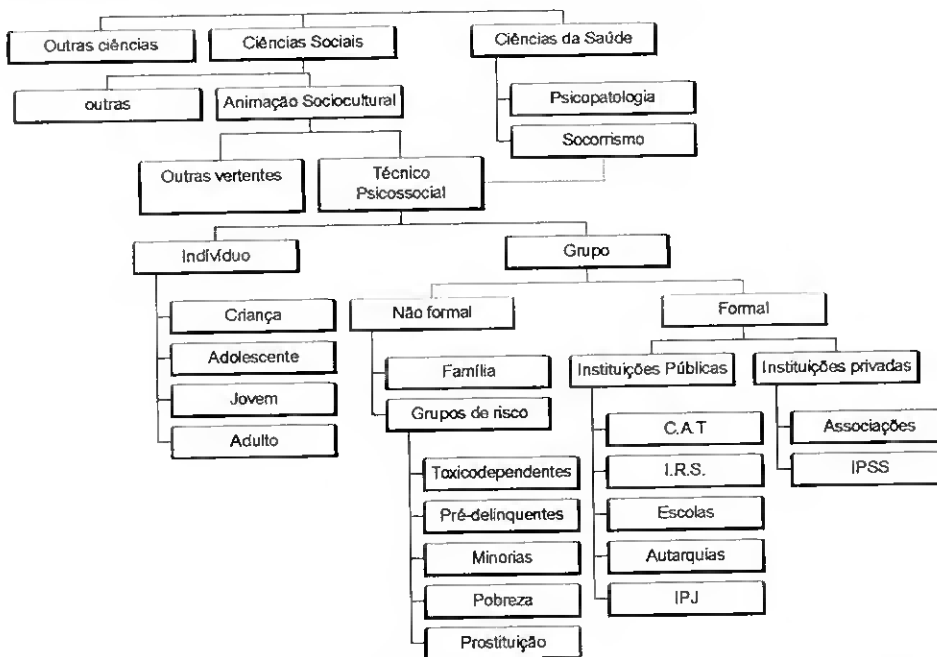 Outras ciências
Ciências Sociais
Ciências da Saúde
outras
Animação Sociocultural
Psicopatologia
Socorrismo
Outras vertentes
Técnico
Psicossocial
Indivíduo
Grupo
Criança
Adolescente
Jovem
Adulto
Não formal
Formal
Família
Grupos de risco
Toxicodependentes
Pré-delinquentes
Minorias
Pobreza
Prostituição
Instituições Públicas
Instituições privadas
C.A.T
I.R.S.
Escolas
Autarquias
IPJ
Associações
IPSS